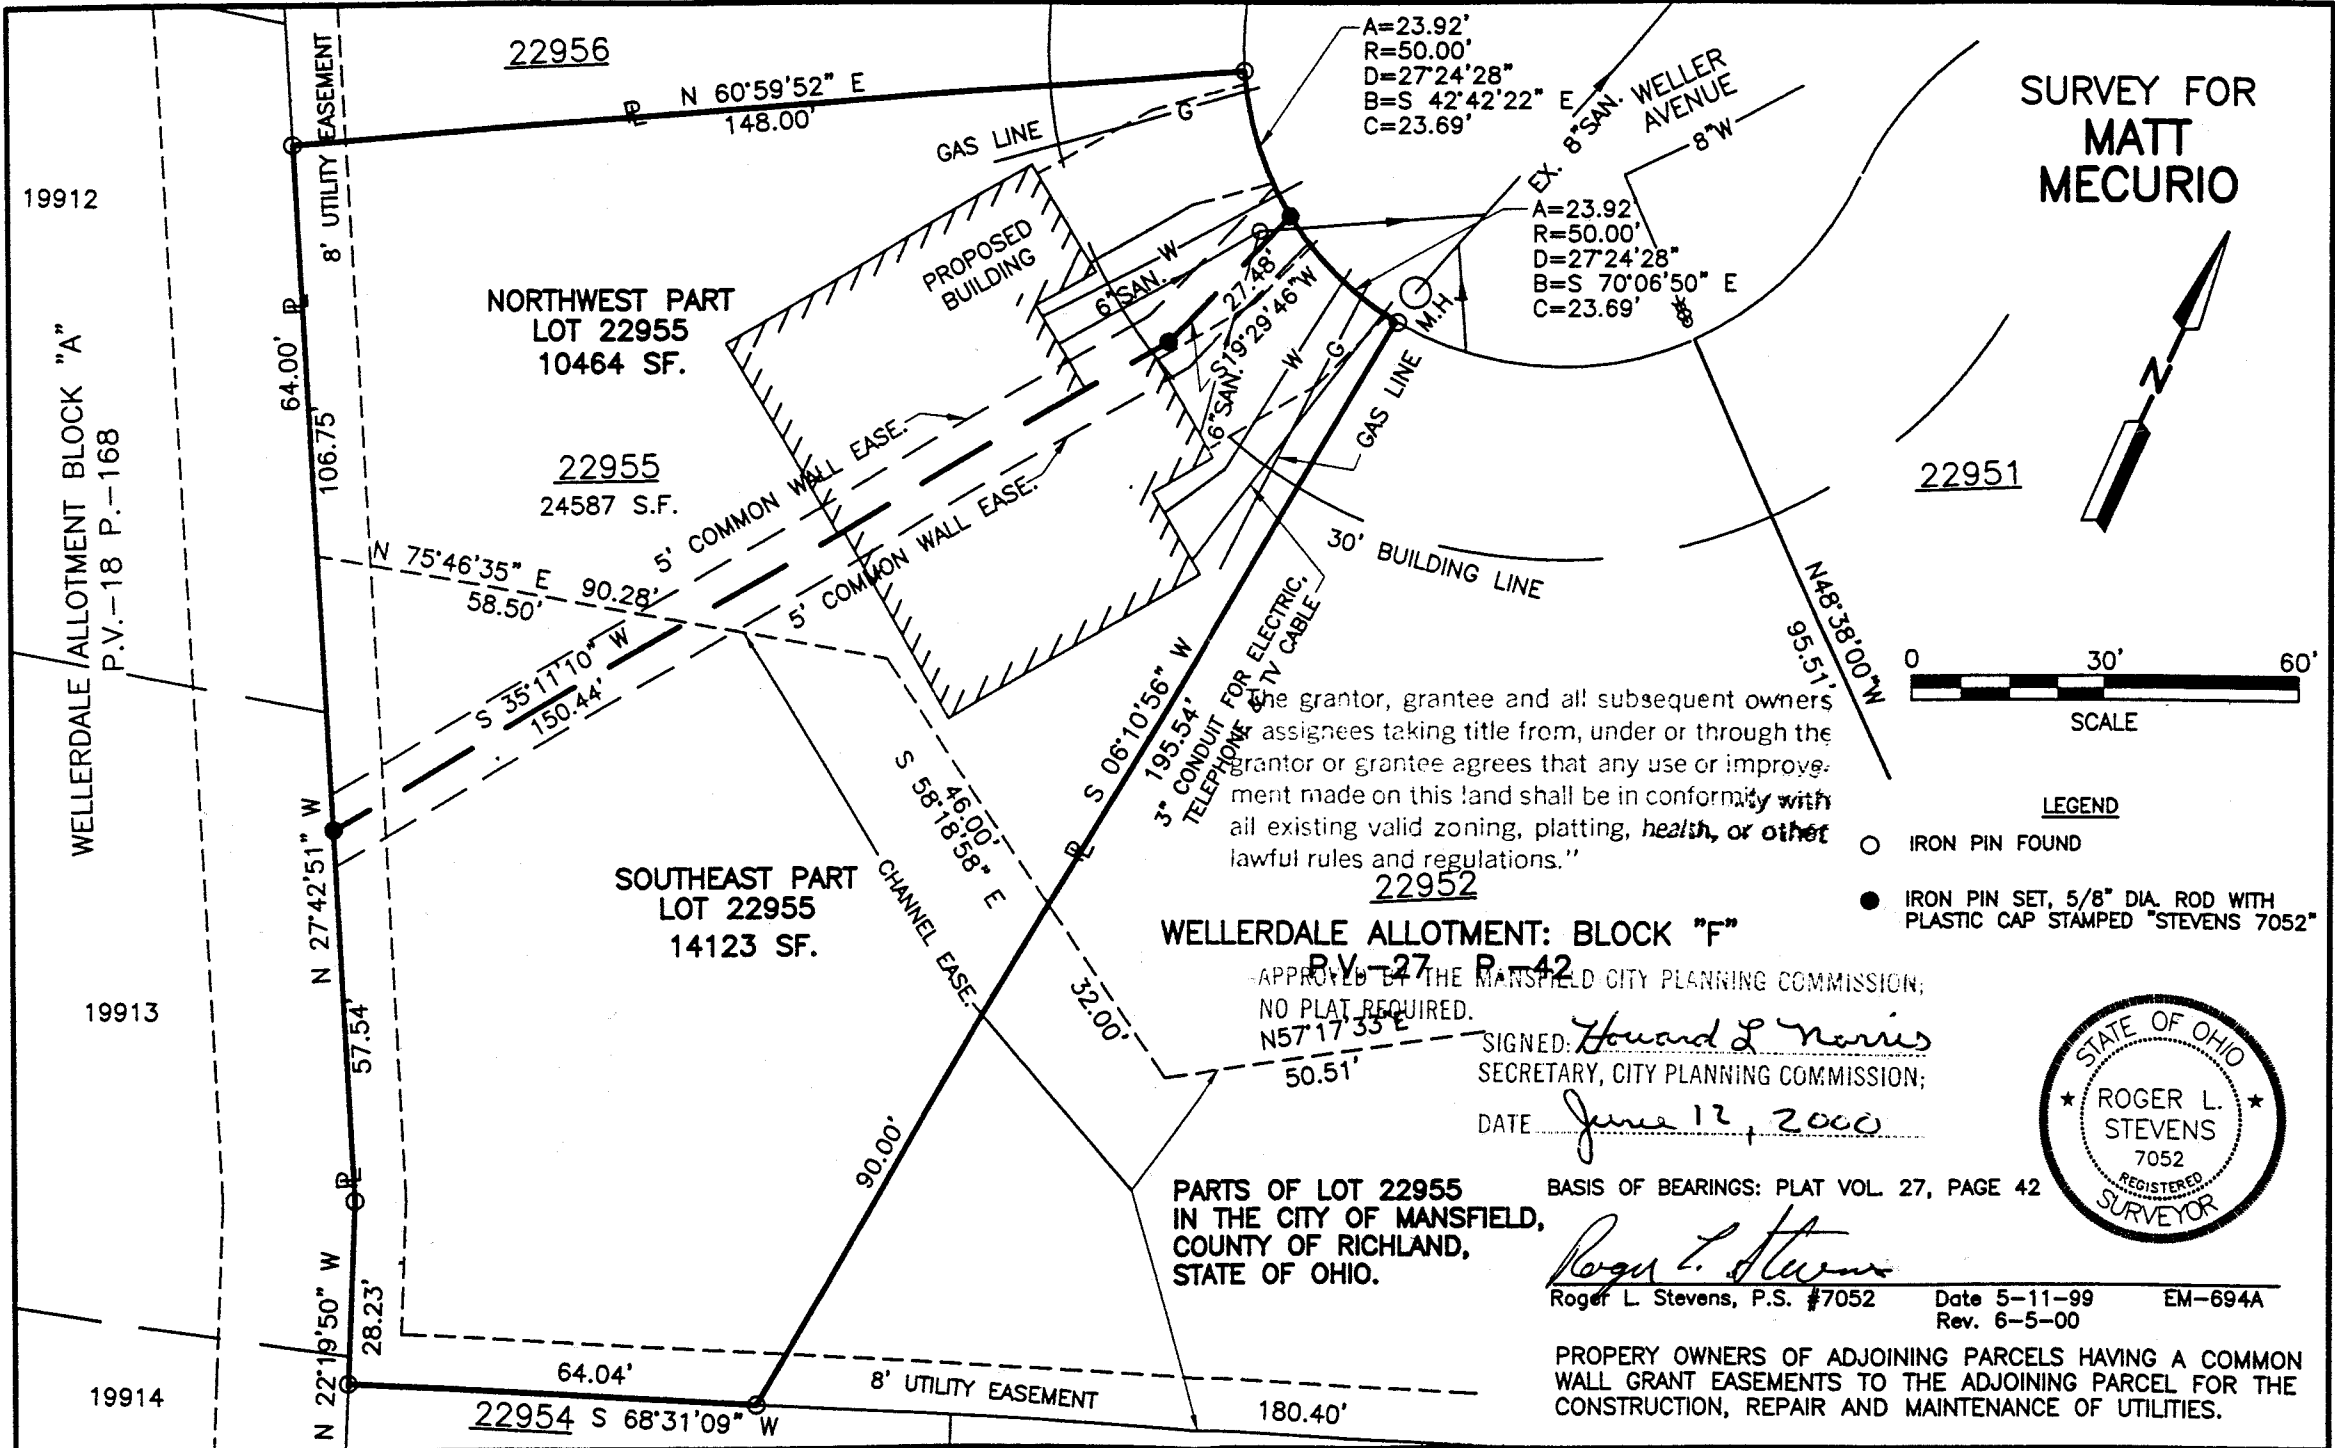 22956
N 60°59'52" E
148.00'
8' UTILITY EASEMENT
GAS LINE
G
A=23.92'
R=50.00'
D=27°24'28"
B=S 42°42'22" E
C=23.69'
EX. 8"SAN.
WELLER
AVENUE
8"W
A=23.92'
R=50.00'
D=27°24'28"
B=S 70°06'50" E
C=23.69'
SURVEY FOR
MATT
MECURIO
N
19912
WELLERDALE ALLOTMENT BLOCK "A"
P.V.-18 P.-168
64.00'
106.75'
PL
NORTHWEST PART
LOT 22955
10464 SF.
PROPOSED
BUILDING
6"SAN.
W
27.48'
S19°29'46"W
6"SAN.
W
G
M.H.
GAS LINE
22955
24587 S.F.
5' COMMON WALL EASE.
5' COMMON WALL EASE.
N 75°46'35" E 90.28'
58.50'
S 35°11'10" W
150.44'
30' BUILDING LINE
22951
N48°38'00"W
95.51'
0 30' 60'
SCALE
3" CONDUIT FOR ELECTRIC,
TELEPHONE & TV CABLE
S 06°10'56" W
195.54'
PL
46.00'
S 58°18'58" E
The grantor, grantee and all subsequent owners
or assignees taking title from, under or through the
grantor or grantee agrees that any use or improve-
ment made on this land shall be in conformity with
all existing valid zoning, platting, health, or other
lawful rules and regulations."
22952
LEGEND
IRON PIN FOUND
IRON PIN SET, 5/8" DIA. ROD WITH
PLASTIC CAP STAMPED "STEVENS 7052"
N 27°42'51" W
57.54'
PL
SOUTHEAST PART
LOT 22955
14123 SF.
CHANNEL EASE.
32.00'
WELLERDALE ALLOTMENT: BLOCK "F"
P.V.-27 P.-42
APPROVED BY THE MANSFIELD CITY PLANNING COMMISSION;
NO PLAT REQUIRED.
N57°17'33"E
50.51'
SIGNED: Howard L Norris
SECRETARY, CITY PLANNING COMMISSION;
DATE June 12, 2000
19913
90.00'
STATE OF OHIO
ROGER L.
STEVENS
7052
REGISTERED
SURVEYOR
PARTS OF LOT 22955
IN THE CITY OF MANSFIELD,
COUNTY OF RICHLAND,
STATE OF OHIO.
BASIS OF BEARINGS: PLAT VOL. 27, PAGE 42
Roger L. Stevens
Roger L. Stevens, P.S. #7052 Date 5-11-99 EM-694A
Rev. 6-5-00
PROPERY OWNERS OF ADJOINING PARCELS HAVING A COMMON
WALL GRANT EASEMENTS TO THE ADJOINING PARCEL FOR THE
CONSTRUCTION, REPAIR AND MAINTENANCE OF UTILITIES.
N 22°19'50" W
28.23'
19914
64.04'
8' UTILITY EASEMENT
180.40'
22954 S 68°31'09" W